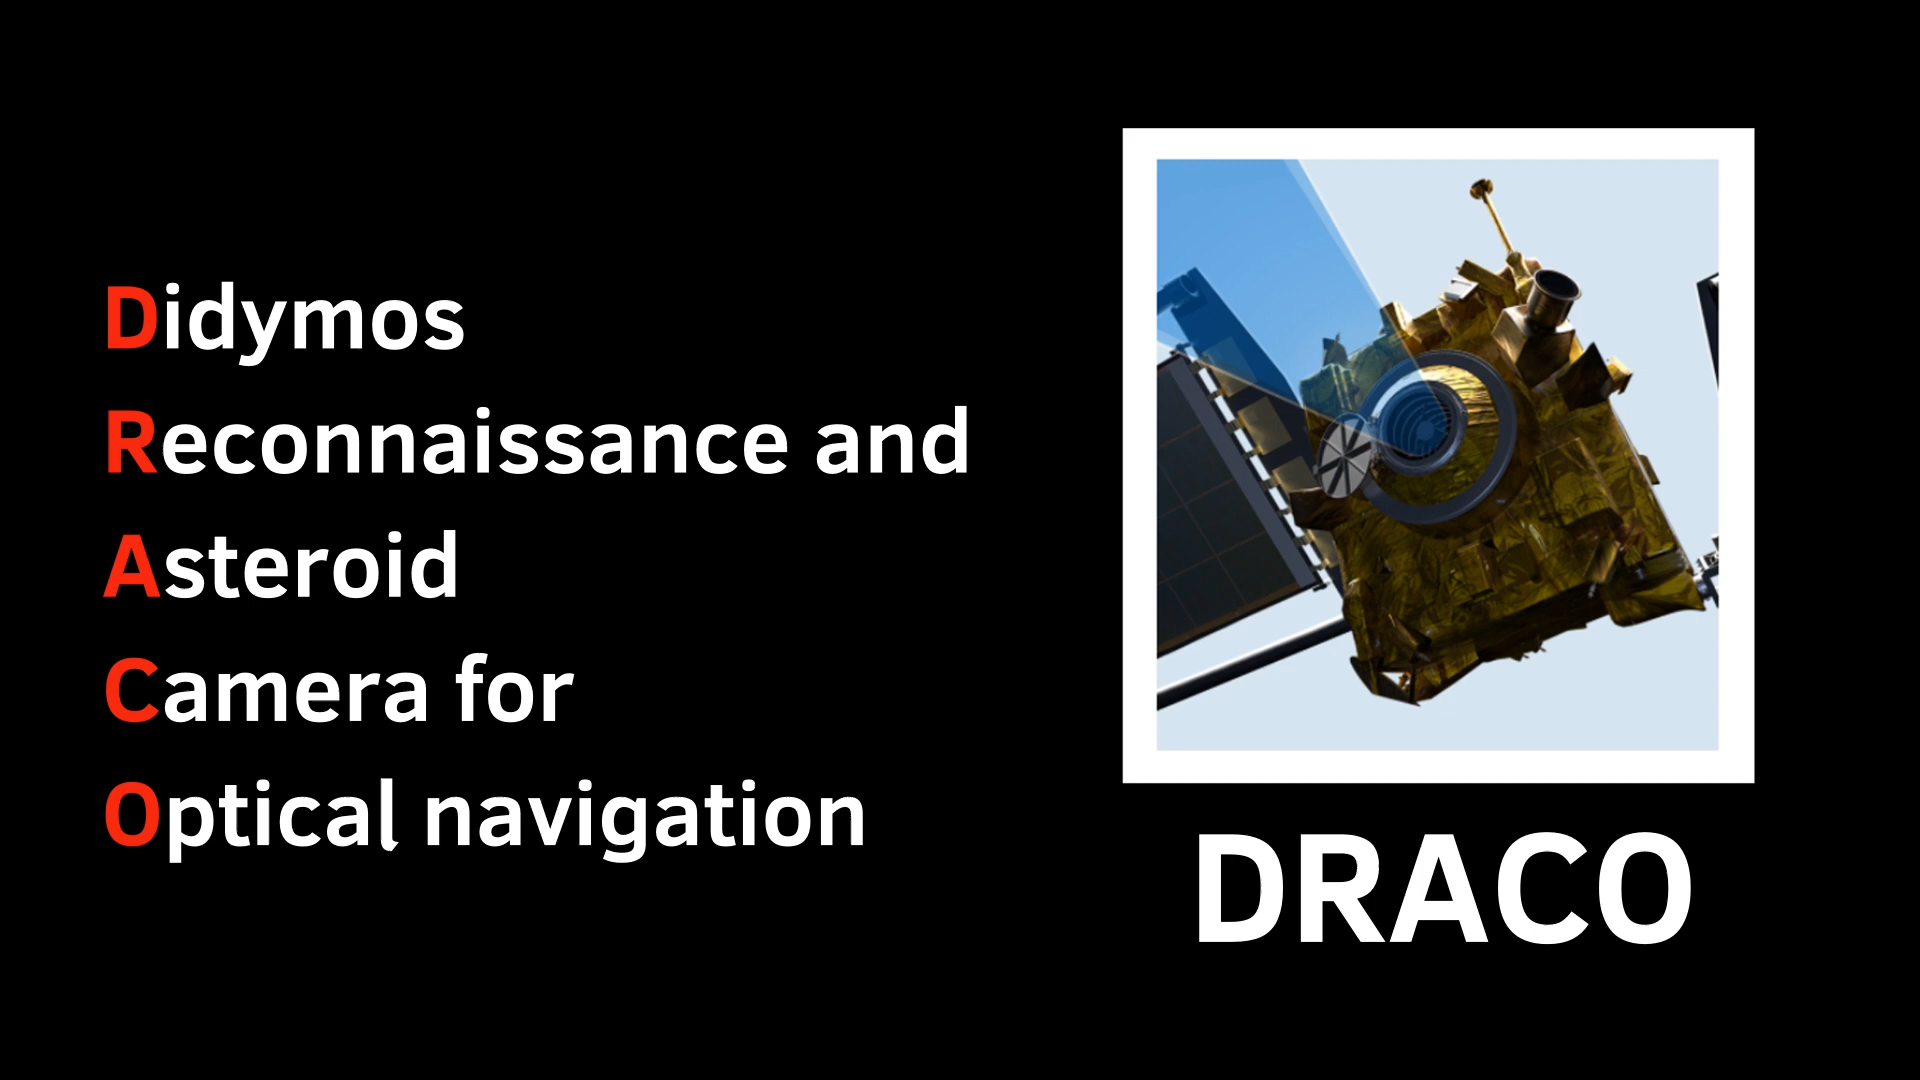 Didymos
Reconnaissance and
Asteroid
Camera for
Optical navigation
DRACO